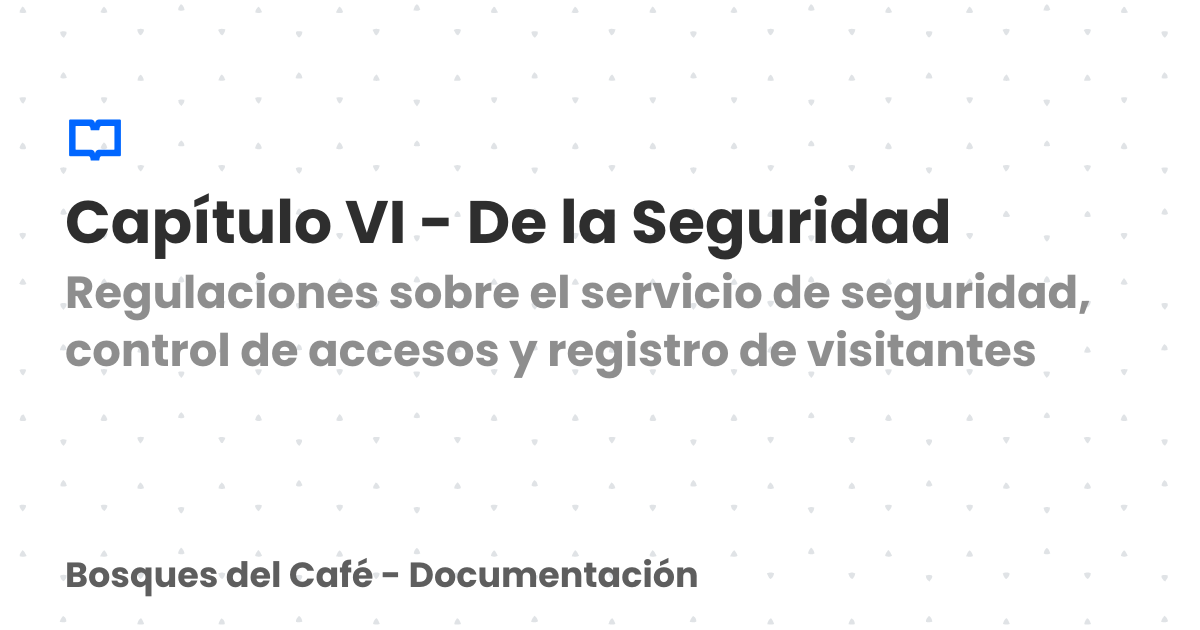 Capítulo VI - De la Seguridad
Regulaciones sobre el servicio de seguridad,
control de accesos y registro de visitantes
Bosques del Café - Documentación